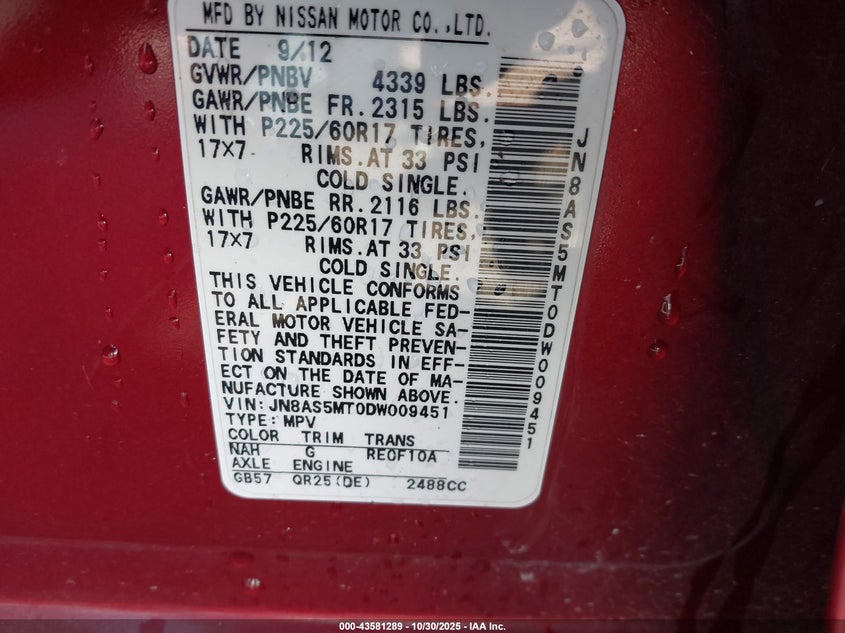 MFD BY NISSAN MOTOR CO.,LTD.
DATE 9/12
GVWR/PNBV 4339 LBS.
GAWR/PNBE FR.2315 LBS.
WITH P225/60R17 TIRES,
17X7 RIMS.AT 33 PSI
COLD SINGLE.
GAWR/PNBE RR.2116 LBS.
WITH P225/60R17 TIRES,
17X7 RIMS.AT 33 PSI
COLD SINGLE.
THIS VEHICLE CONFORMS
TO ALL APPLICABLE FED-
ERAL MOTOR VEHICLE SA-
FETY AND THEFT PREVEN-
TION STANDARDS IN EFF-
ECT ON THE DATE OF MA-
NUFACTURE SHOWN ABOVE.
VIN:JN8AS5MT0DW009451
TYPE:MPV
COLOR TRIM TRANS
NAH G RE0F10A
AXLE ENGINE
GB57 QR25(DE) 2488CC
JN8AS5MT0DW009451
000-43581289 - 10/30/2025 - IAA Inc.